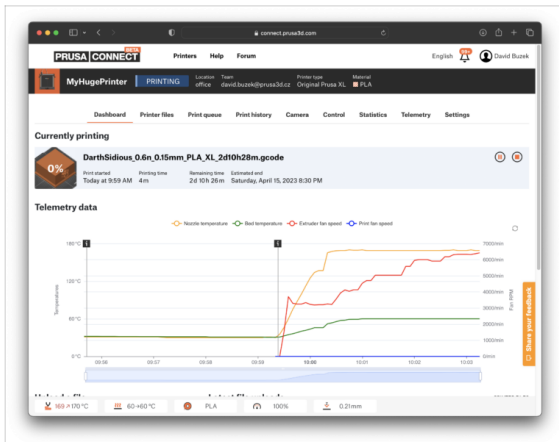 connect.prusa3d.com
PRUSA CONNECT BETA
Printers Help Forum
English 99+ David Buzek
MyHugePrinter PRINTING
Location Team Printer type Material
office david.buzek@prusa3d.cz Original Prusa XL PLA
Dashboard Printer files Print queue Print history Camera Control Statistics Telemetry Settings
Currently printing
0%
DarthSidious_0.6n_0.15mm_PLA_XL_2d10h28m.gcode
Print started Printing time Remaining time Estimated end
Today at 9:59 AM 4m 2d 10h 26m Saturday, April 15, 2023 8:30 PM
Telemetry data
Nozzle temperature Bed temperature Extruder fan speed Print fan speed
180°C 7000/min
6000/min
120°C 5000/min
4000/min
60°C 3000/min
2000/min
1000/min
0°C 0/min
Temperatures
Fan RPM
09:56 09:57 09:58 09:59 10:00 10:01 10:02 10:03
Share your feedback
169 ↗ 170 °C 60→60 °C PLA 100% 0.21mm